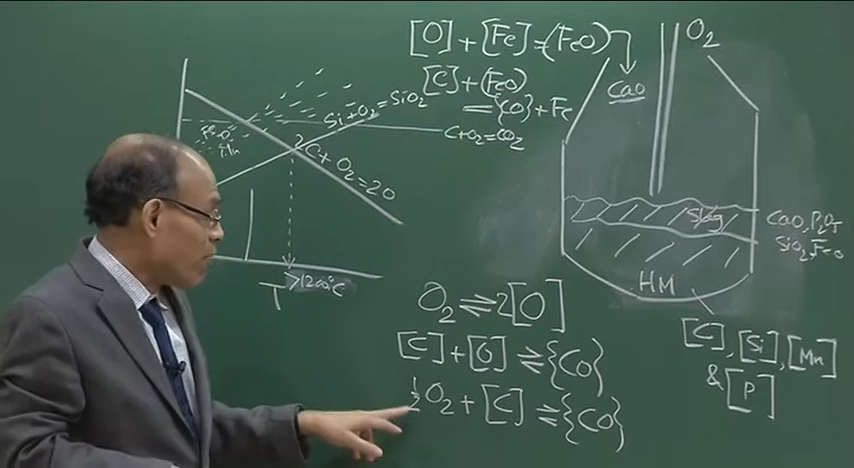 [O] + [Fe] = (FeO)
[C] + (FeO)
= {CO} + Fe
O2
CaO
Si + O2 = SiO2
C + O2 = CO2
2C + O2 = 2O
Slag
CaO, P2O5
SiO2, FeO
HM
T
>1200°C
O2 ⇌ 2[O]
[C] + [O] ⇌ {CO}
½O2 + [C] ⇌ {CO}
[C], [Si], [Mn]
& [P]